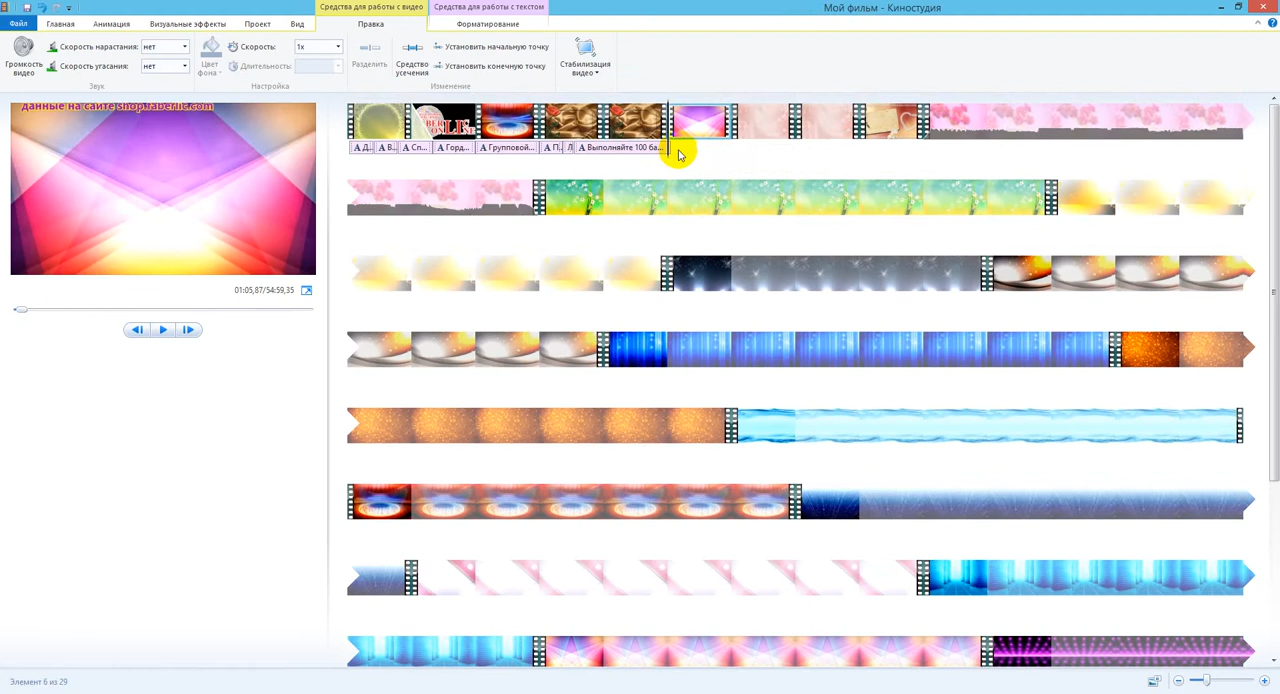 Средства для работы с видео
Средства для работы с текстом
Мой фильм - Киностудия
Файл
Главная
Анимация
Визуальные эффекты
Проект
Вид
Правка
Форматирование
Громкость видео
Скорость нарастания: нет
Скорость угасания: нет
Звук
Цвет фона
Скорость: 1x
Длительность:
Настройка
Разделить
Средство усечения
Установить начальную точку
Установить конечную точку
Изменение
Стабилизация видео
данные на сайте shop.faberlic.com
01:05,87/54:59,35
A Д..
A В..
A Сп...
A Горд...
A Групповой...
A П..
Л
A Выполняйте 100 ба...
Элемент 6 из 29